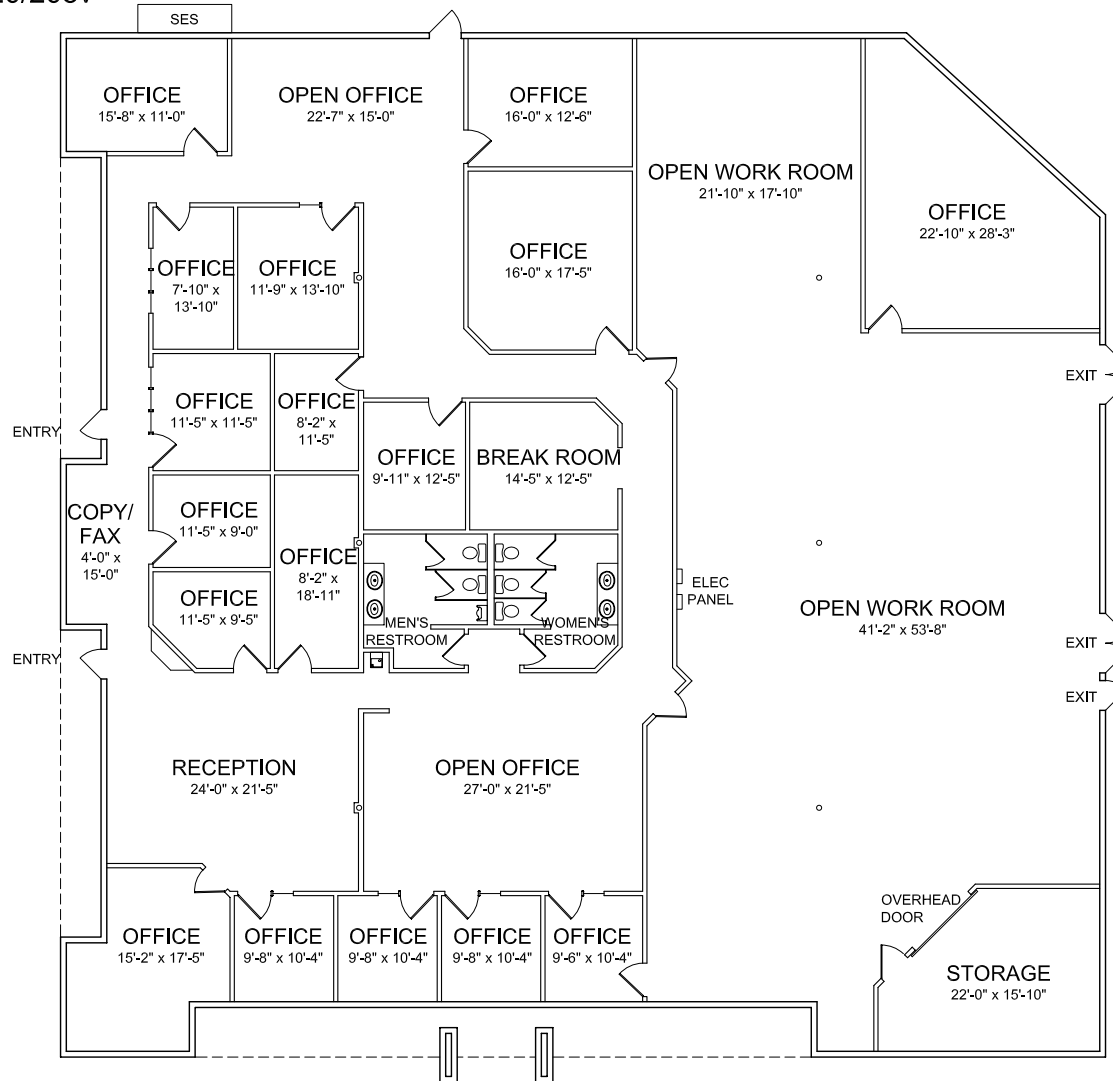 SES
OFFICE
15'-8" x 11'-0"
OPEN OFFICE
22'-7" x 15'-0"
OFFICE
16'-0" x 12'-6"
OPEN WORK ROOM
21'-10" x 17'-10"
OFFICE
22'-10" x 28'-3"
OFFICE
16'-0" x 17'-5"
OFFICE
7'-10" x
13'-10"
OFFICE
11'-9" x 13'-10"
EXIT
OFFICE
11'-5" x 11'-5"
OFFICE
8'-2" x
11'-5"
ENTRY
OFFICE
9'-11" x 12'-5"
BREAK ROOM
14'-5" x 12'-5"
COPY/
FAX
4'-0" x
15'-0"
OFFICE
11'-5" x 9'-0"
OFFICE
8'-2" x
18'-11"
ELEC
PANEL
OFFICE
11'-5" x 9'-5"
MEN'S
RESTROOM
WOMEN'S
RESTROOM
OPEN WORK ROOM
41'-2" x 53'-8"
ENTRY
EXIT
EXIT
RECEPTION
24'-0" x 21'-5"
OPEN OFFICE
27'-0" x 21'-5"
OVERHEAD
DOOR
OFFICE
15'-2" x 17'-5"
OFFICE
9'-8" x 10'-4"
OFFICE
9'-8" x 10'-4"
OFFICE
9'-8" x 10'-4"
OFFICE
9'-6" x 10'-4"
STORAGE
22'-0" x 15'-10"